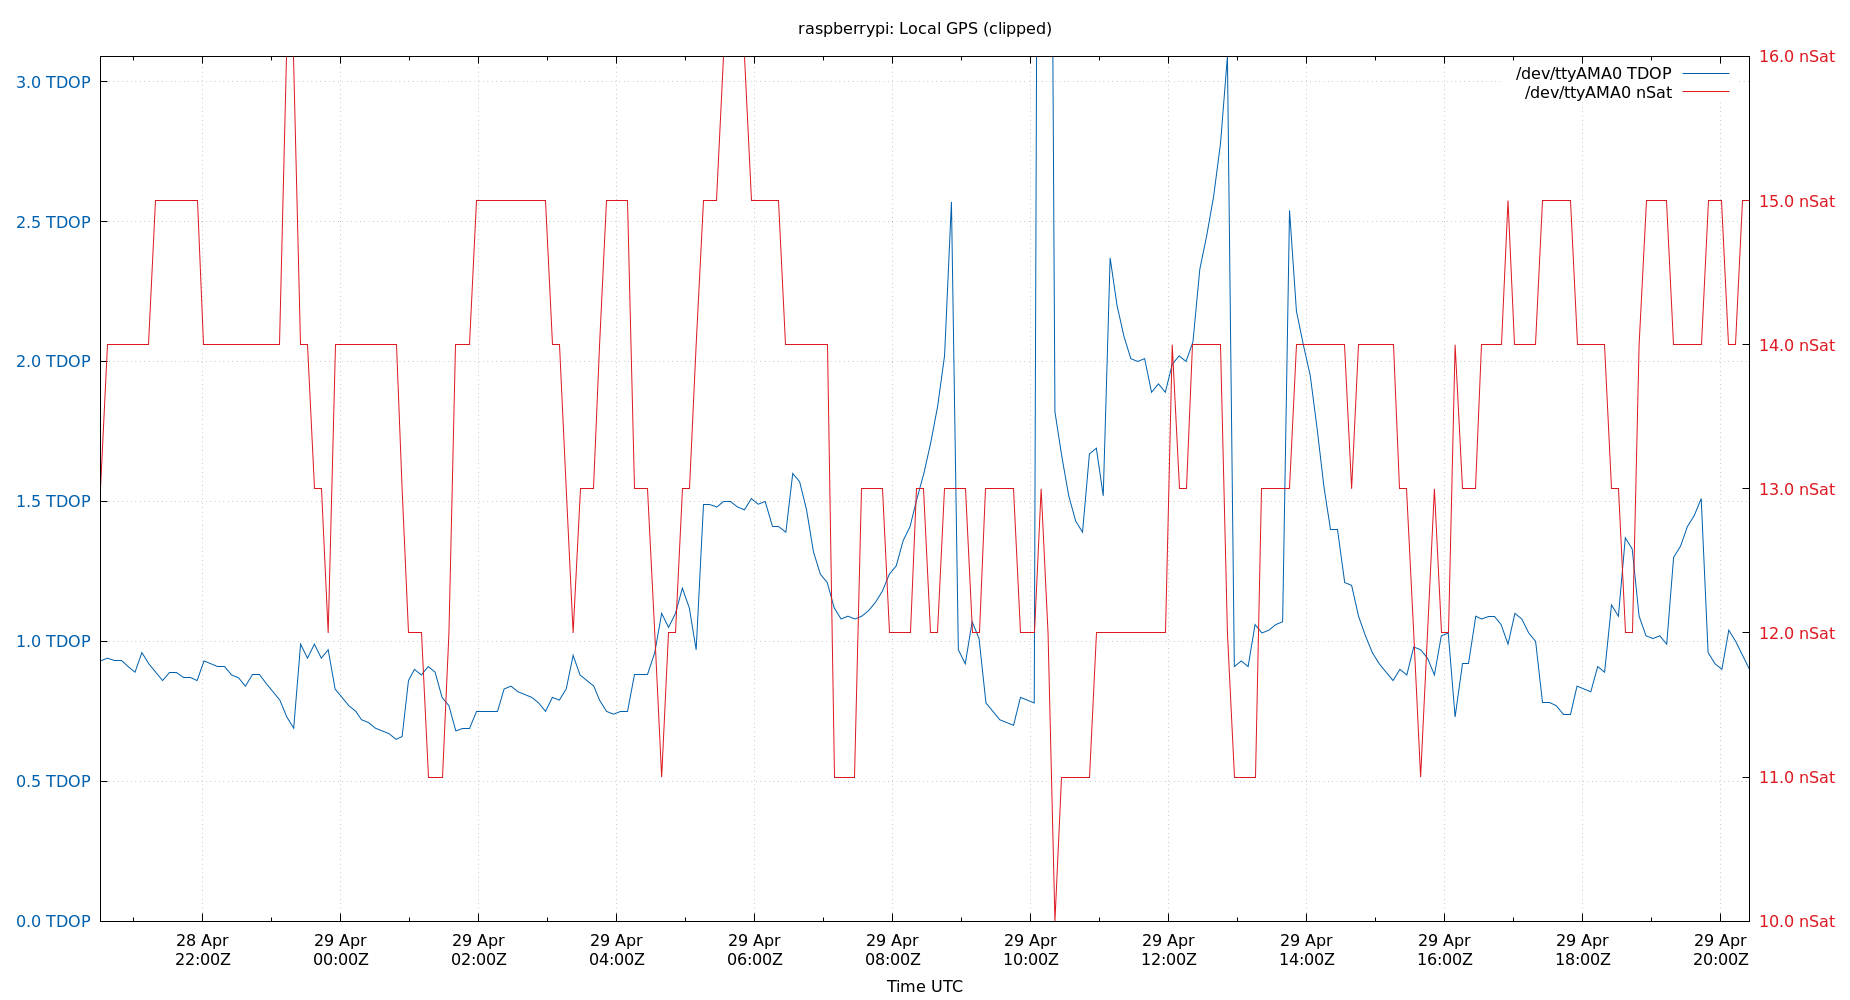 raspberrypi: Local GPS (clipped)
3.0 TDOP
2.5 TDOP
2.0 TDOP
1.5 TDOP
1.0 TDOP
0.5 TDOP
0.0 TDOP
16.0 nSat
15.0 nSat
14.0 nSat
13.0 nSat
12.0 nSat
11.0 nSat
10.0 nSat
/dev/ttyAMA0 TDOP
/dev/ttyAMA0 nSat
28 Apr
22:00Z
29 Apr
00:00Z
29 Apr
02:00Z
29 Apr
04:00Z
29 Apr
06:00Z
29 Apr
08:00Z
29 Apr
10:00Z
29 Apr
12:00Z
29 Apr
14:00Z
29 Apr
16:00Z
29 Apr
18:00Z
29 Apr
20:00Z
Time UTC